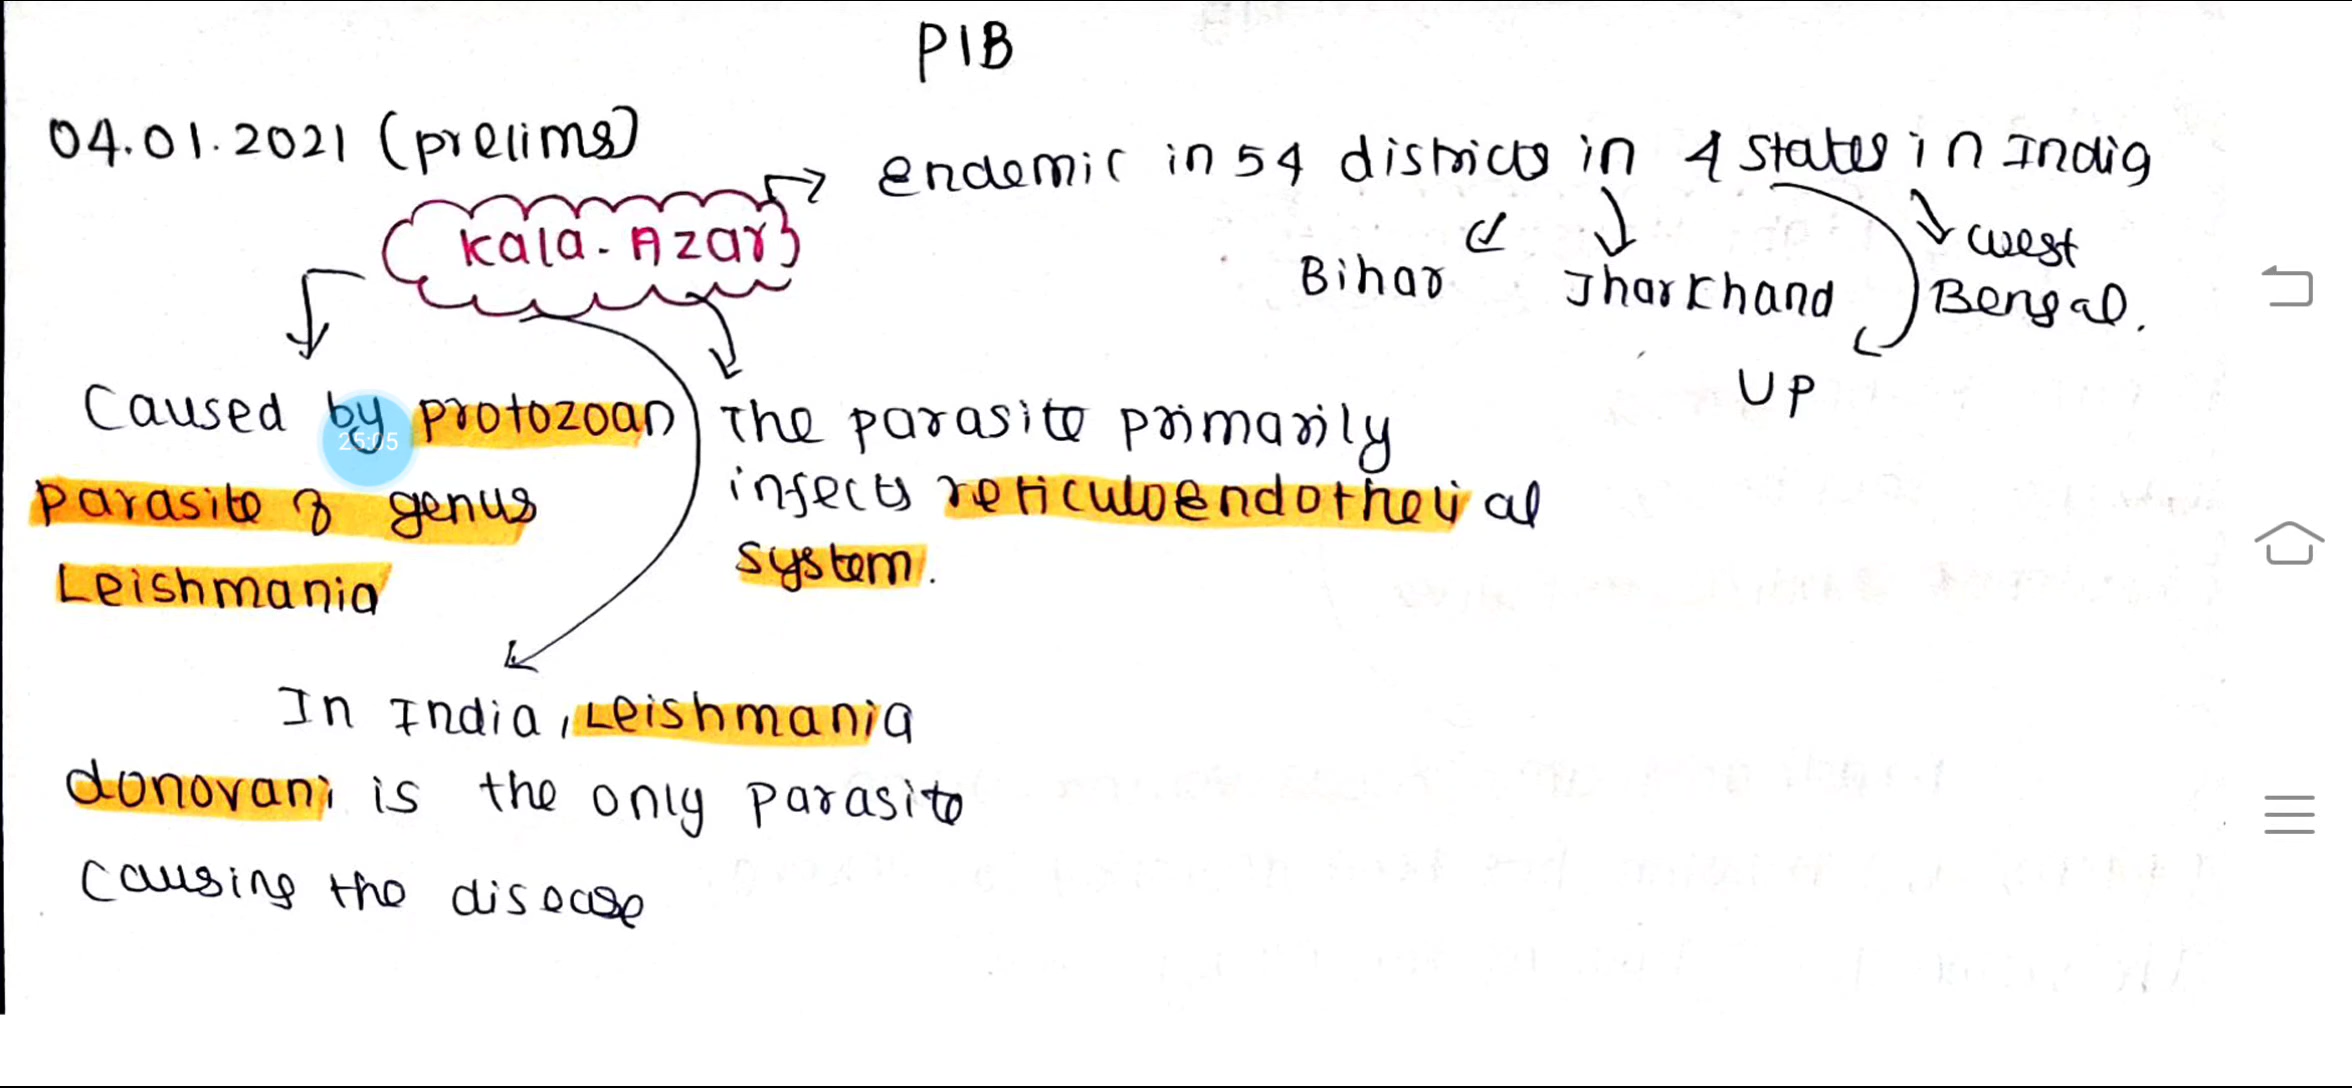 PIB
04.01.2021 (prelims)
Kala-Azar
endemic in 54 districts in 4 states in India
Bihar
Jharkhand
West
Bengal.
UP
Caused by protozoan
parasite of genus
Leishmania
25:05
The parasite primarily
infects reticuloendothelial
system.
In India, Leishmania
donovani is the only parasite
causing the disease